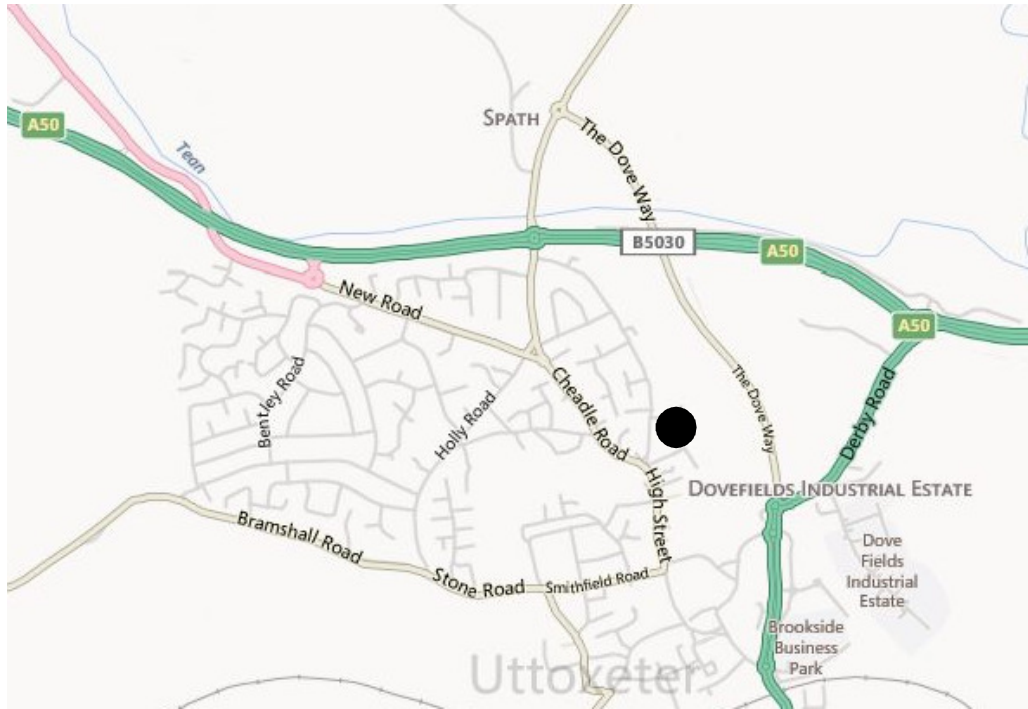 SPATH
A50
The Dove Way
Tean
B5030
A50
New Road
A50
Bentley Road
Holly Road
Cheadle Road
The Dove Way
Derby Road
High Street
DOVEFIELDS INDUSTRIAL ESTATE
Bramshall Road
Dove
Fields
Industrial
Estate
Stone Road
Smithfield Road
Brookside
Business
Park
Uttoxeter